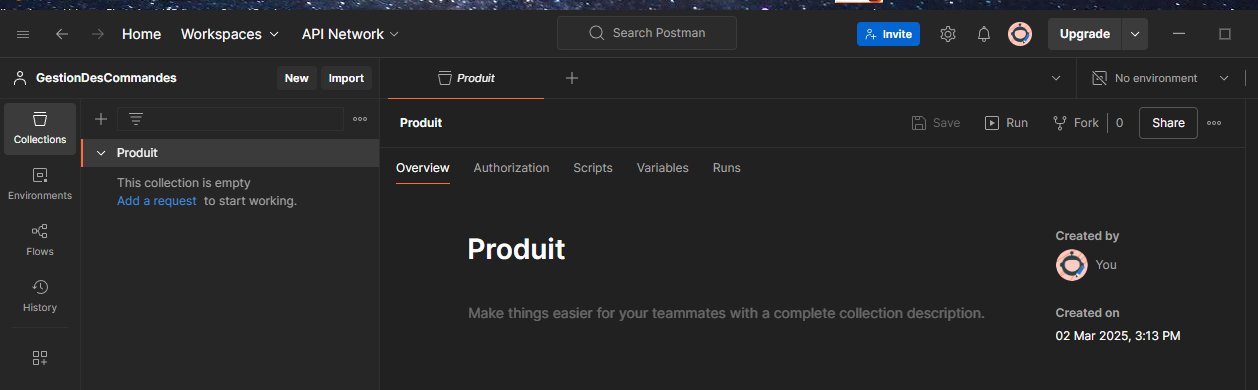 Home Workspaces API Network Search Postman Invite Upgrade
GestionDesCommandes New Import Produit No environment
Collections
Environments
Flows
History
Produit
This collection is empty
Add a request to start working.
Produit Save Run Fork 0 Share
Overview Authorization Scripts Variables Runs
Produit
Make things easier for your teammates with a complete collection description.
Created by
You
Created on
02 Mar 2025, 3:13 PM